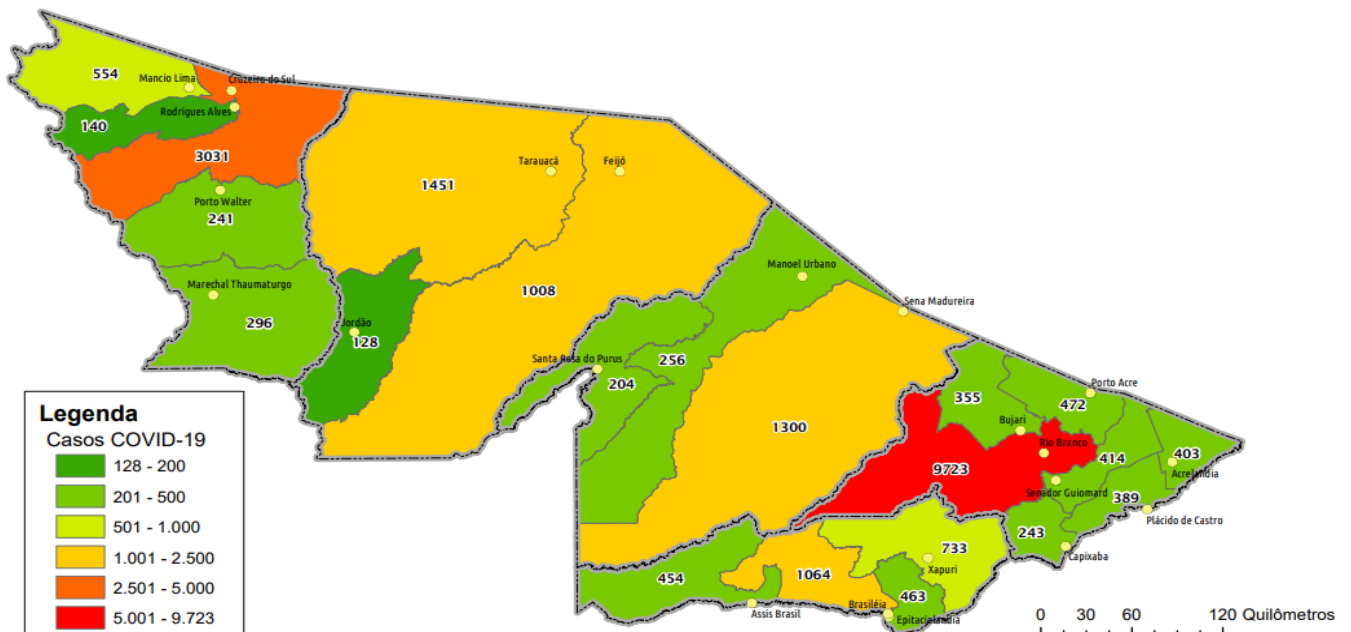 554
Mancio Lima
Cruzeiro do Sul
Rodrigues Alves
140
3031
Porto Walter
241
Marechal Thaumaturgo
296
Tarauacá
Feijó
1451
1008
Jordão
128
Manoel Urbano
Sena Madureira
Santa Rosa do Purus
256
204
1300
355
Porto Acre
472
Bujari
Rio Branco
414
403
Acrelândia
9723
Senador Guiomard
389
Plácido de Castro
243
Capixaba
733
Xapuri
454
1064
463
Brasiléia
Assis Brasil
Epitaciolândia
Legenda
Casos COVID-19
128 - 200
201 - 500
501 - 1.000
1.001 - 2.500
2.501 - 5.000
5.001 - 9.723
0 30 60 120 Quilômetros